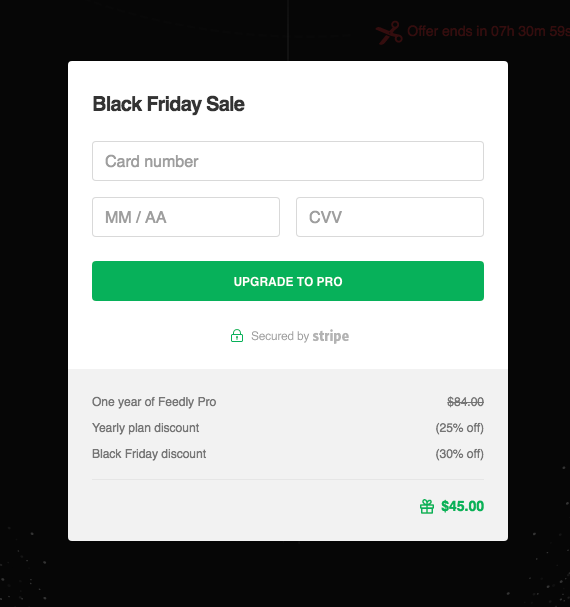 Offer ends in 07h 30m 59s
Black Friday Sale
Card number
MM / AA
CVV
UPGRADE TO PRO
Secured by stripe
One year of Feedly Pro $84.00
Yearly plan discount (25% off)
Black Friday discount (30% off)
$45.00